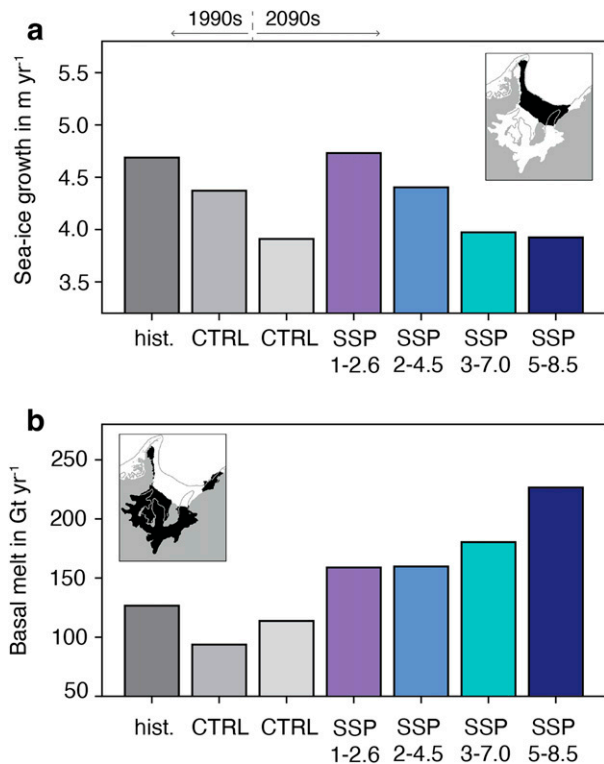 1990s 2090s
a
Sea-ice growth in m yr⁻¹
5.5
5.0
4.5
4.0
3.5
hist. CTRL CTRL SSP SSP SSP SSP
1-2.6 2-4.5 3-7.0 5-8.5
b
Basal melt in Gt yr⁻¹
250
200
150
100
50
hist. CTRL CTRL SSP SSP SSP SSP
1-2.6 2-4.5 3-7.0 5-8.5